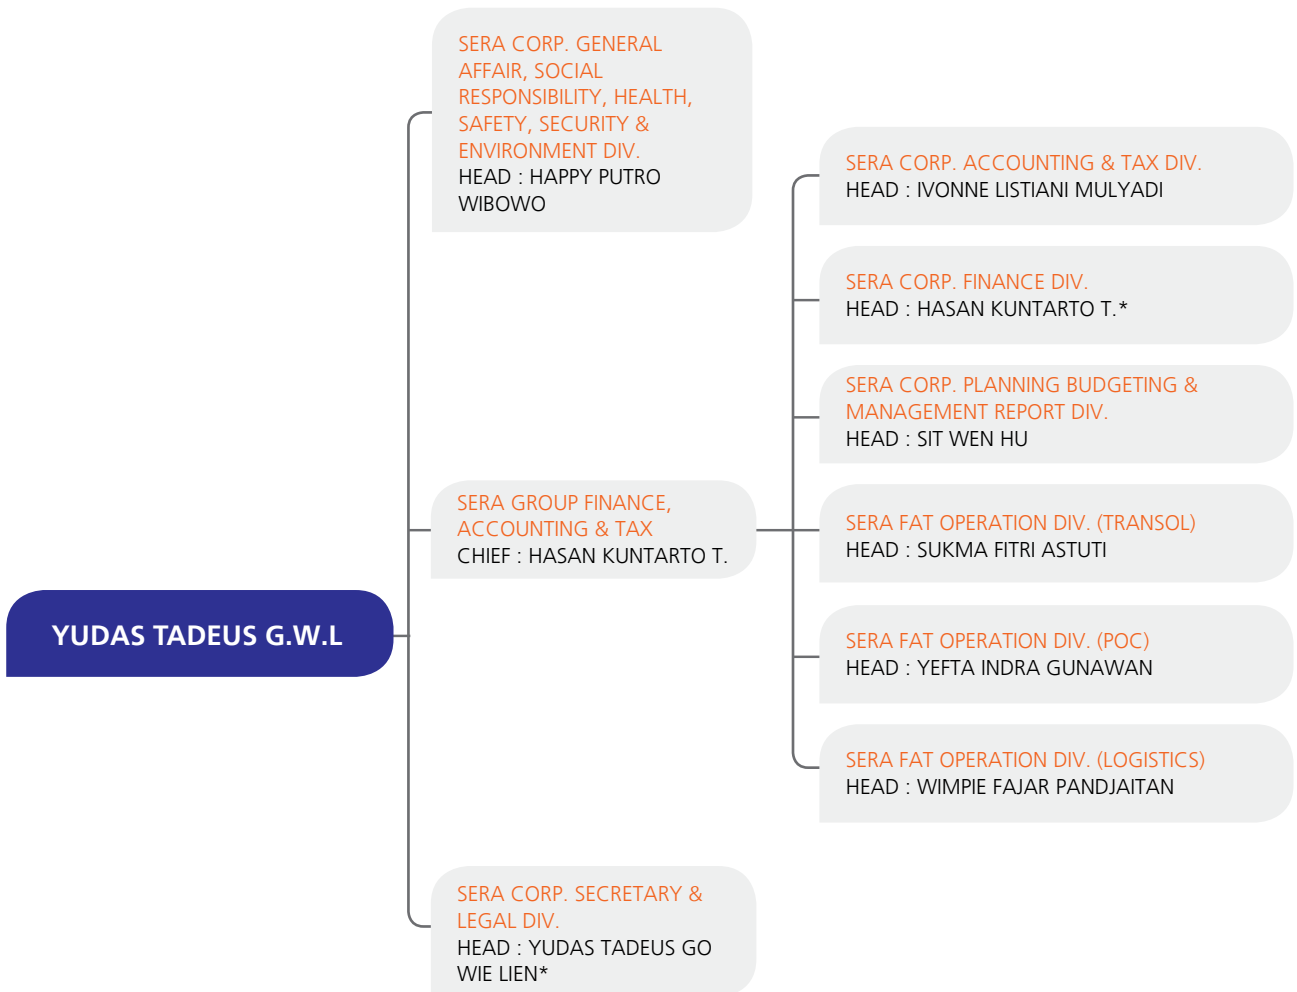 YUDAS TADEUS G.W.L
SERA CORP. GENERAL
AFFAIR, SOCIAL
RESPONSIBILITY, HEALTH,
SAFETY, SECURITY &
ENVIRONMENT DIV.
HEAD : HAPPY PUTRO
WIBOWO
SERA GROUP FINANCE,
ACCOUNTING & TAX
CHIEF : HASAN KUNTARTO T.
SERA CORP. SECRETARY &
LEGAL DIV.
HEAD : YUDAS TADEUS GO
WIE LIEN*
SERA CORP. ACCOUNTING & TAX DIV.
HEAD : IVONNE LISTIANI MULYADI
SERA CORP. FINANCE DIV.
HEAD : HASAN KUNTARTO T.*
SERA CORP. PLANNING BUDGETING &
MANAGEMENT REPORT DIV.
HEAD : SIT WEN HU
SERA FAT OPERATION DIV. (TRANSOL)
HEAD : SUKMA FITRI ASTUTI
SERA FAT OPERATION DIV. (POC)
HEAD : YEFTA INDRA GUNAWAN
SERA FAT OPERATION DIV. (LOGISTICS)
HEAD : WIMPIE FAJAR PANDJAITAN